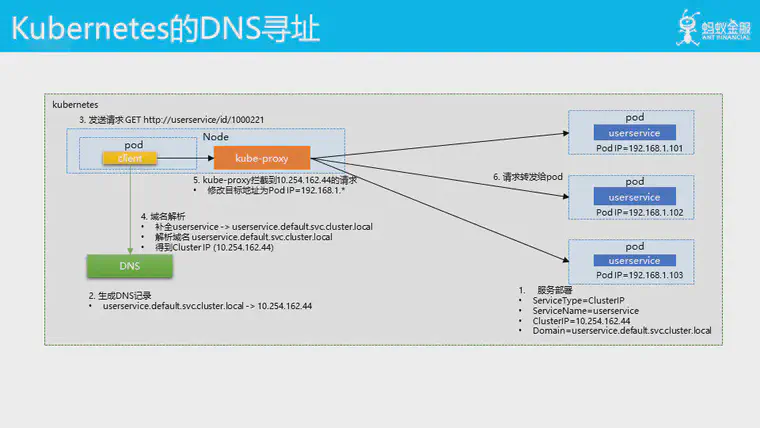 Kubernetes的DNS寻址
蚂蚁金服
ANT FINANCIAL
kubernetes
3. 发送请求 GET http://userservice/id/1000221
Node
pod
client
kube-proxy
5. kube-proxy拦截到10.254.162.44的请求
• 修改目标地址为Pod IP=192.168.1.*
4. 域名解析
• 补全userservice -> userservice.default.svc.cluster.local
• 解析域名 userservice.default.svc.cluster.local
• 得到Cluster IP (10.254.162.44)
DNS
2. 生成DNS记录
• userservice.default.svc.cluster.local -> 10.254.162.44
6. 请求转发给pod
pod
userservice
Pod IP=192.168.1.101
pod
userservice
Pod IP=192.168.1.102
pod
userservice
Pod IP=192.168.1.103
1. 服务部署
• ServiceType=ClusterIP
• ServiceName=userservice
• ClusterIP=10.254.162.44
• Domain=userservice.default.svc.cluster.local